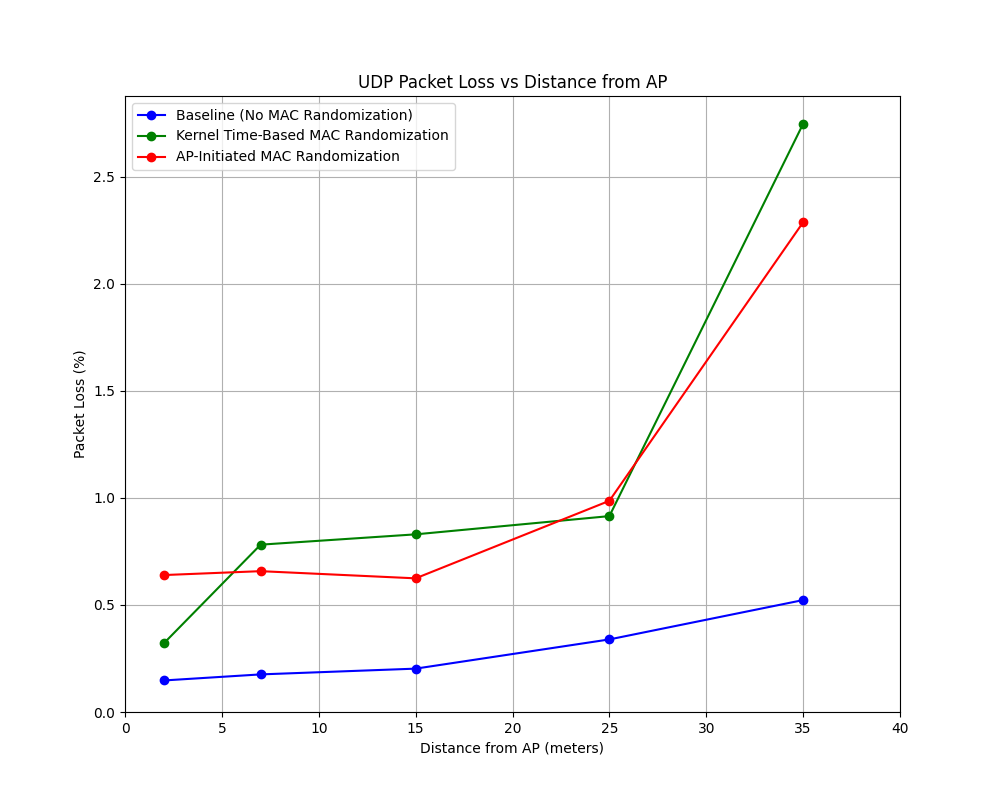 UDP Packet Loss vs Distance from AP
Baseline (No MAC Randomization)
Kernel Time-Based MAC Randomization
AP-Initiated MAC Randomization
Packet Loss (%)
2.5
2.0
1.5
1.0
0.5
0.0
0 5 10 15 20 25 30 35 40
Distance from AP (meters)